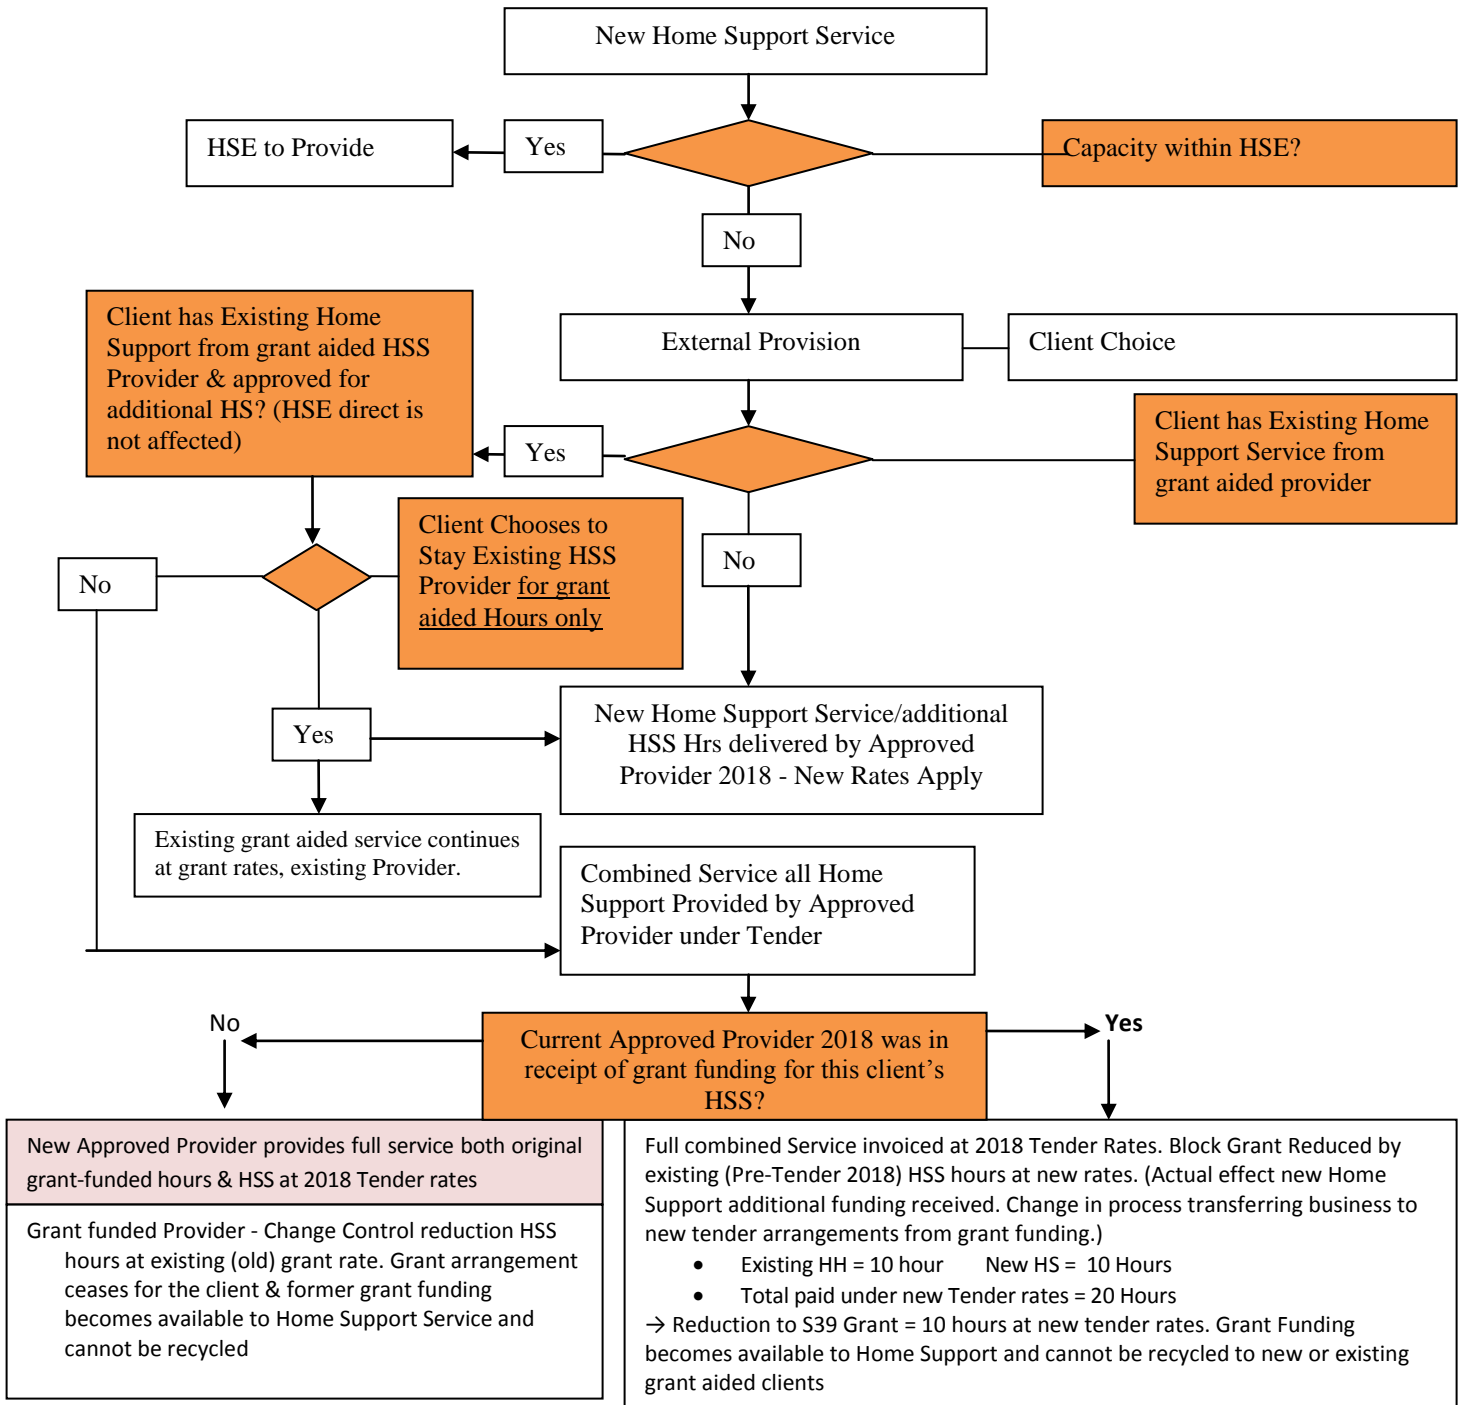 New Home Support Service
HSE to Provide
Yes
Capacity within HSE?
No
External Provision
Client Choice
Client has Existing Home
Support from grant aided HSS
Provider & approved for
additional HS? (HSE direct is
not affected)
Yes
Client has Existing Home
Support Service from
grant aided provider
No
Client Chooses to
Stay Existing HSS
Provider for grant
aided Hours only
No
Yes
New Home Support Service/additional
HSS Hrs delivered by Approved
Provider 2018 - New Rates Apply
Existing grant aided service continues
at grant rates, existing Provider.
Combined Service all Home
Support Provided by Approved
Provider under Tender
No
Current Approved Provider 2018 was in
receipt of grant funding for this client’s
HSS?
Yes
New Approved Provider provides full service both original
grant-funded hours & HSS at 2018 Tender rates
Grant funded Provider - Change Control reduction HSS
hours at existing (old) grant rate. Grant arrangement
ceases for the client & former grant funding
becomes available to Home Support Service and
cannot be recycled
Full combined Service invoiced at 2018 Tender Rates. Block Grant Reduced by
existing (Pre-Tender 2018) HSS hours at new rates. (Actual effect new Home
Support additional funding received. Change in process transferring business to
new tender arrangements from grant funding.)
• Existing HH = 10 hour New HS = 10 Hours
• Total paid under new Tender rates = 20 Hours
→ Reduction to S39 Grant = 10 hours at new tender rates. Grant Funding
becomes available to Home Support and cannot be recycled to new or existing
grant aided clients